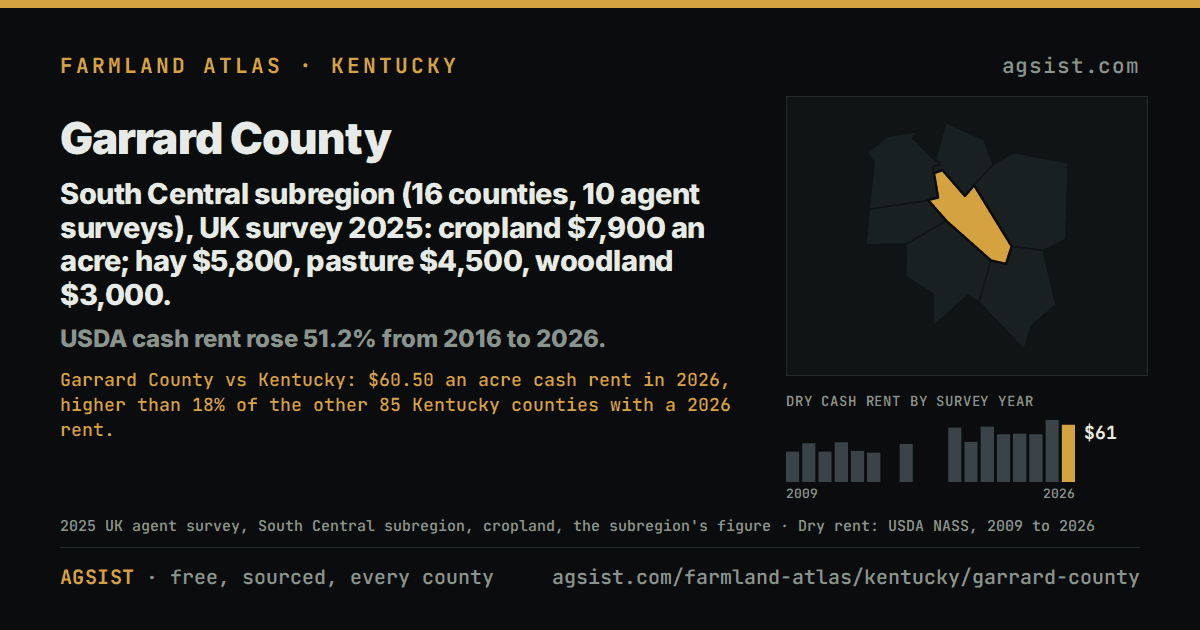 FARMLAND ATLAS · KENTUCKY
agsist.com
Garrard County
South Central subregion (16 counties, 10 agent
surveys), UK survey 2025: cropland $7,900 an
acre; hay $5,800, pasture $4,500, woodland
$3,000.
USDA cash rent rose 51.2% from 2016 to 2026.
Garrard County vs Kentucky: $60.50 an acre cash rent in 2026,
higher than 18% of the other 85 Kentucky counties with a 2026
rent.
DRY CASH RENT BY SURVEY YEAR
$61
2009
2026
2025 UK agent survey, South Central subregion, cropland, the subregion's figure · Dry rent: USDA NASS, 2009 to 2026
AGSIST · free, sourced, every county
agsist.com/farmland-atlas/kentucky/garrard-county